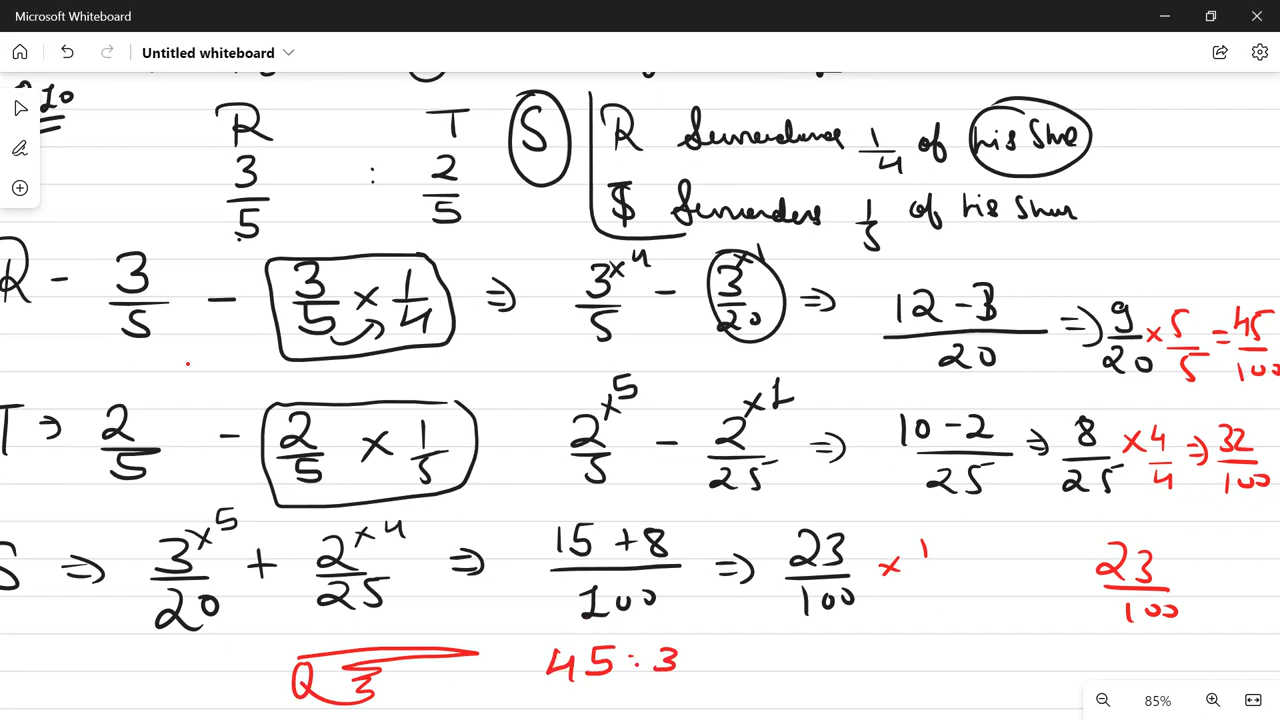 Microsoft Whiteboard
Untitled whiteboard
10
R T S
3/5 : 2/5
R Surrenders 1/4 of his Share
$ Surrenders 1/5 of his Share
R - 3/5 - 3/5 × 1/4 ⇒ 3/5 ×4 - 3/20 ×1 ⇒ 12 - 3/20 ⇒ 9/20 × 5/5 = 45/100
T ⇒ 2/5 - 2/5 × 1/5 2/5 ×5 - 2/25 ×1 ⇒ 10 - 2/25 ⇒ 8/25 × 4/4 ⇒ 32/100
S ⇒ 3/20 ×5 + 2/25 ×4 ⇒ 15 + 8/100 ⇒ 23/100 × 1 23/100
45 : 3
85%